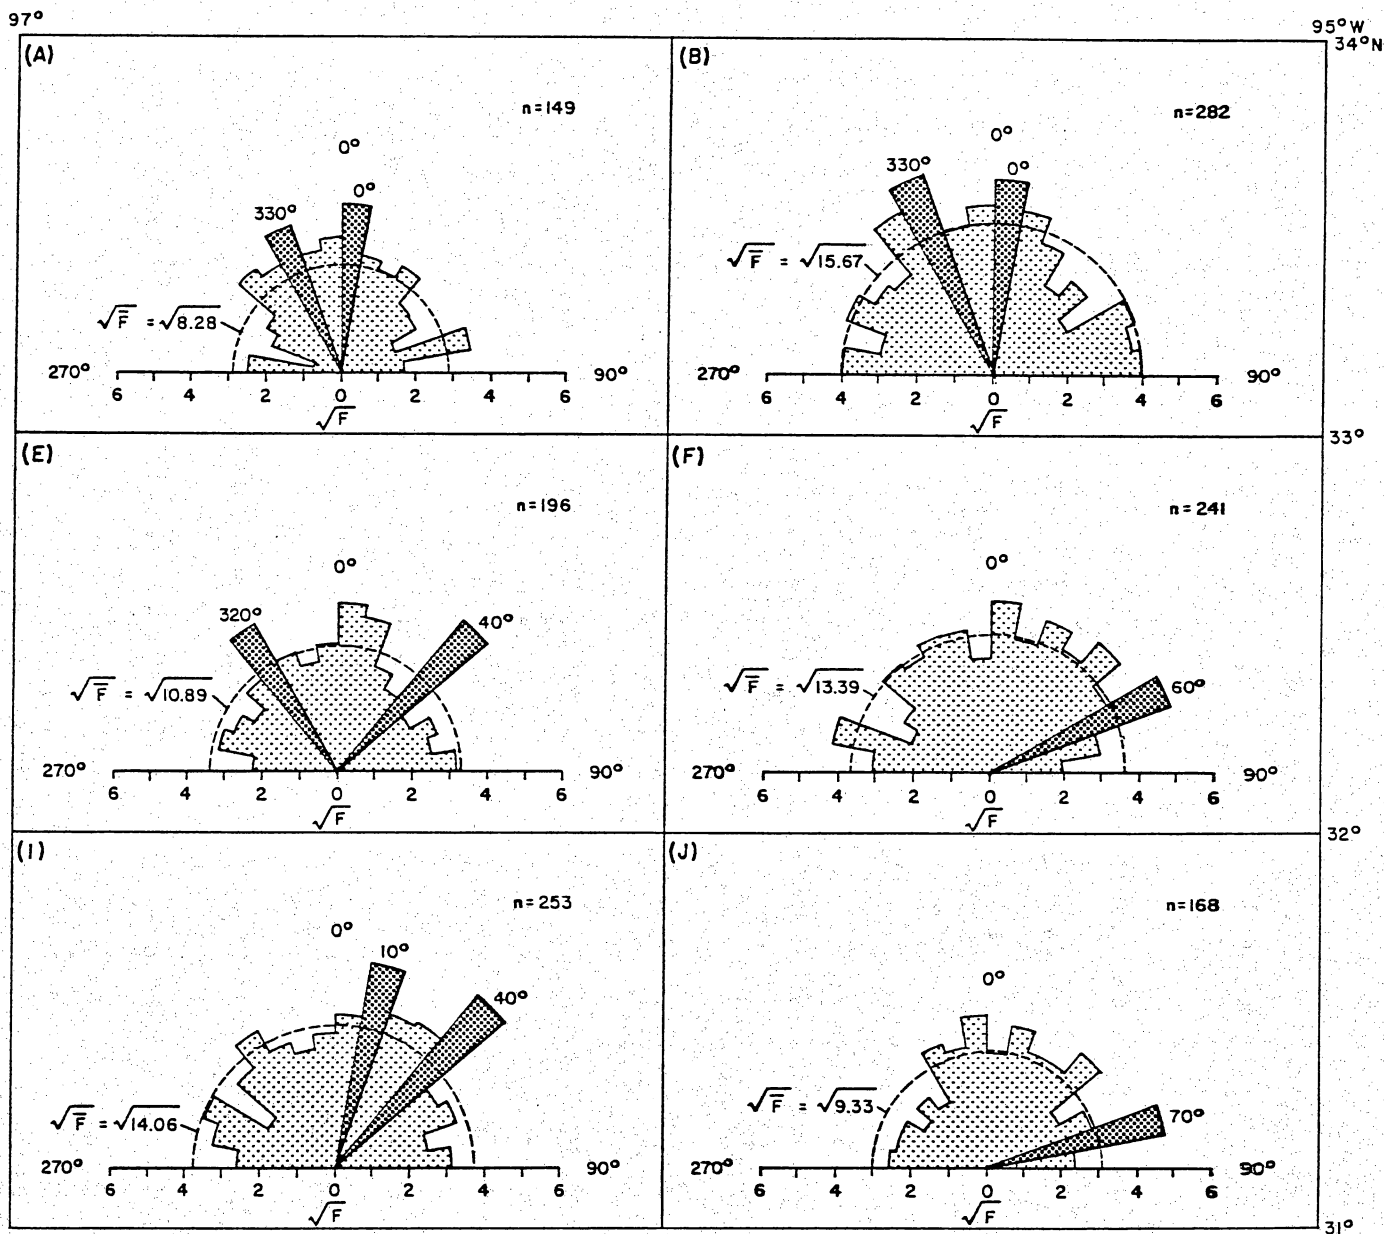 97° 95°W
34°N
(A) (B)
n=149 n=282
0° 0°
0° 330° 0°
330°
√F̅ = √15.67
√F̅ = √8.28
270° 90° 270° 90°
6 4 2 0 2 4 6 6 4 2 0 2 4 6
√F √F
33°
(E) (F)
n=196 n=241
0° 0°
320° 40°
√F̅ = √10.89 √F̅ = √13.39 60°
270° 90° 270° 90°
6 4 2 0 2 4 6 6 4 2 0 2 4 6
√F √F
32°
(I) (J)
n=253 n=168
0°
10° 0°
40°
√F̅ = √14.06 √F̅ = √9.33 70°
270° 90° 270° 90°
6 4 2 0 2 4 6 6 4 2 0 2 4 6
√F √F
31°